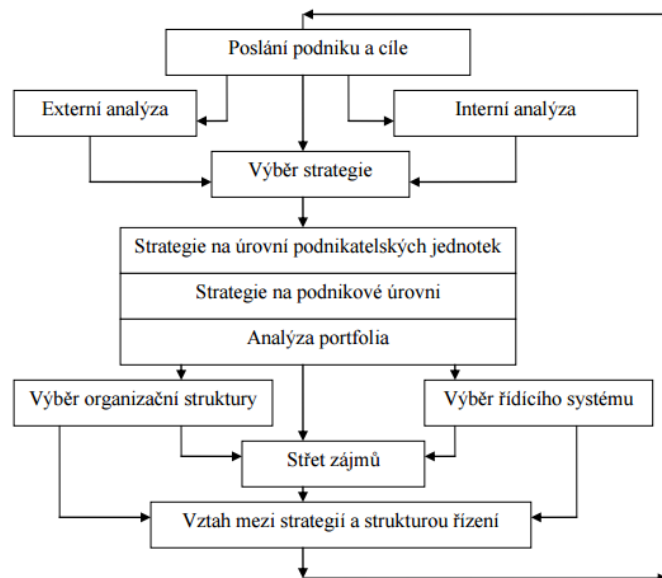 Poslání podniku a cíle
Externí analýza
Interní analýza
Výběr strategie
Strategie na úrovní podnikatelských jednotek
Strategie na podnikové úrovni
Analýza portfolia
Výběr organizační struktury
Výběr řídícího systému
Střet zájmů
Vztah mezi strategií a strukturou řízení